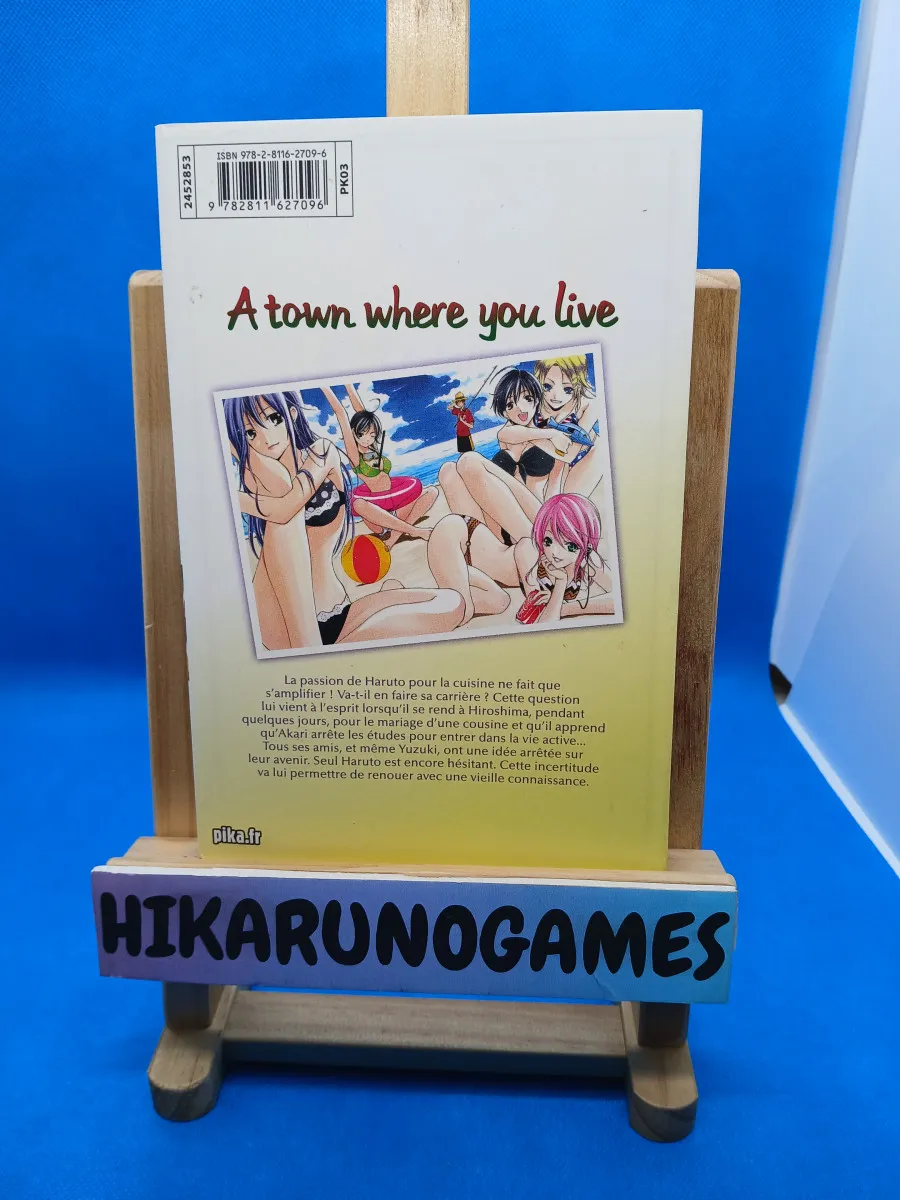 2452853
ISBN 978-2-8116-2709-6
9 782811 627096
PK03
A town where you live
La passion de Haruto pour la cuisine ne fait que
s'amplifier ! Va-t-il en faire sa carrière ? Cette question
lui vient à l'esprit lorsqu'il se rend à Hiroshima, pendant
quelques jours, pour le mariage d'une cousine et qu'il apprend
qu'Akari arrête les études pour entrer dans la vie active...
Tous ses amis, et même Yuzuki, ont une idée arrêtée sur
leur avenir. Seul Haruto est encore hésitant. Cette incertitude
va lui permettre de renouer avec une vieille connaissance.
pika.fr
HIKARUNOGAMES